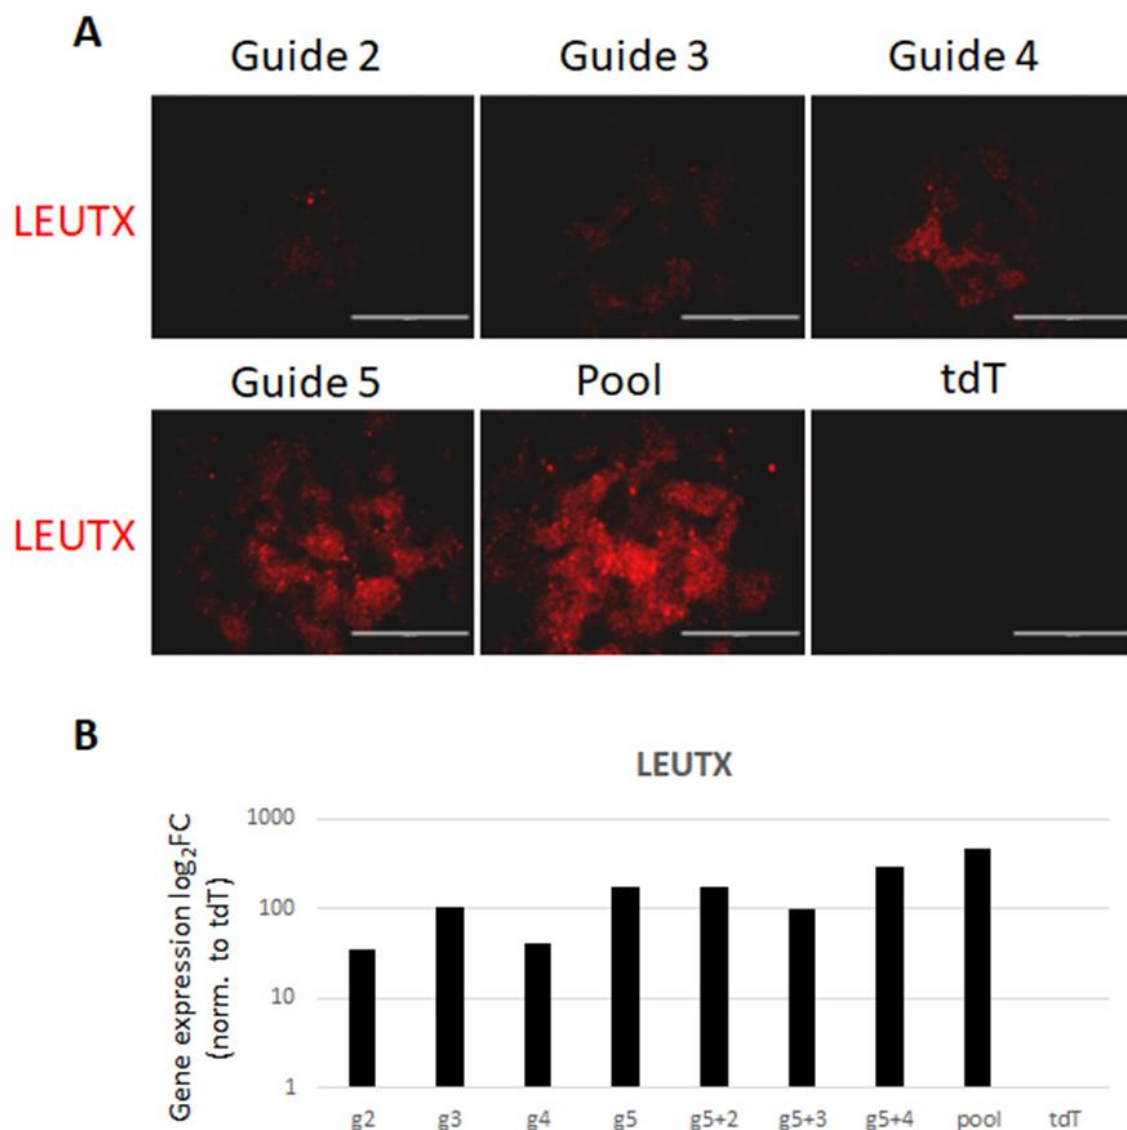 A
Guide 2 Guide 3 Guide 4
LEUTX
Guide 5 Pool tdT
LEUTX
B
LEUTX
Gene expression log₂FC
(norm. to tdT)
1000
100
10
1
g2 g3 g4 g5 g5+2 g5+3 g5+4 pool tdT